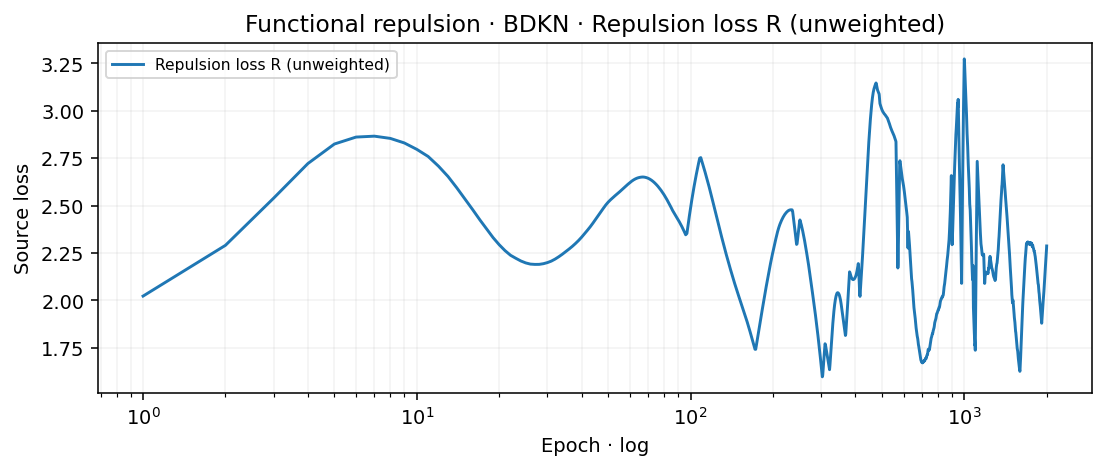 Functional repulsion · BDKN · Repulsion loss R (unweighted)
Repulsion loss R (unweighted)
Source loss
3.25
3.00
2.75
2.50
2.25
2.00
1.75
10⁰ 10¹ 10² 10³
Epoch · log